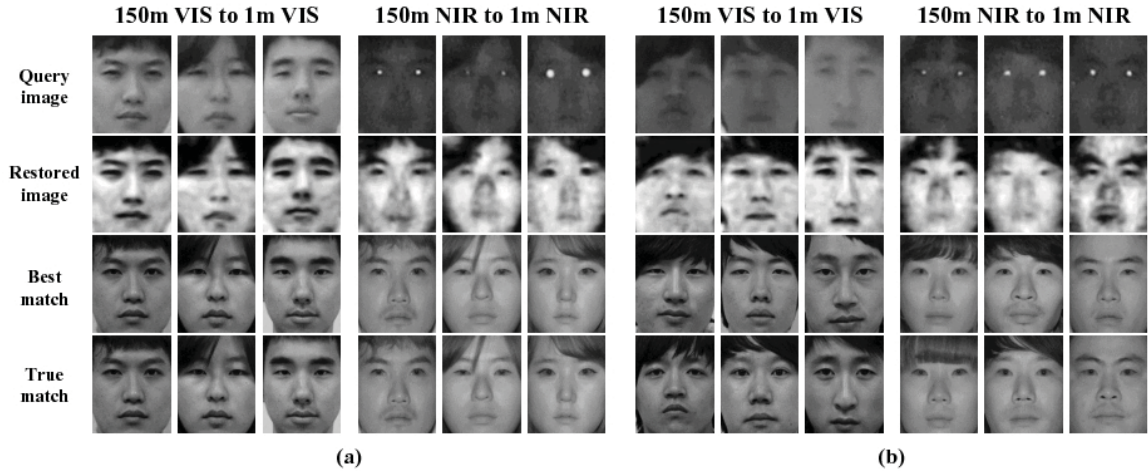 150m VIS to 1m VIS 150m NIR to 1m NIR 150m VIS to 1m VIS 150m NIR to 1m NIR
Query
image
Restored
image
Best
match
True
match
(a) (b)